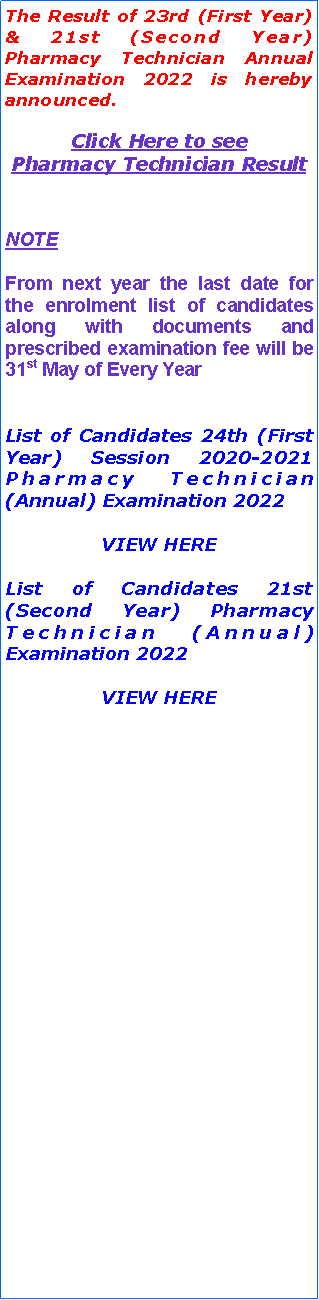 The Result of 23rd (First Year)
& 21st (Second Year)
Pharmacy Technician Annual
Examination 2022 is hereby
announced.
Click Here to see
Pharmacy Technician Result
NOTE
From next year the last date for
the enrolment list of candidates
along with documents and
prescribed examination fee will be
31st May of Every Year
List of Candidates 24th (First
Year) Session 2020-2021
Pharmacy Technician
(Annual) Examination 2022
VIEW HERE
List of Candidates 21st
(Second Year) Pharmacy
Technician (Annual)
Examination 2022
VIEW HERE